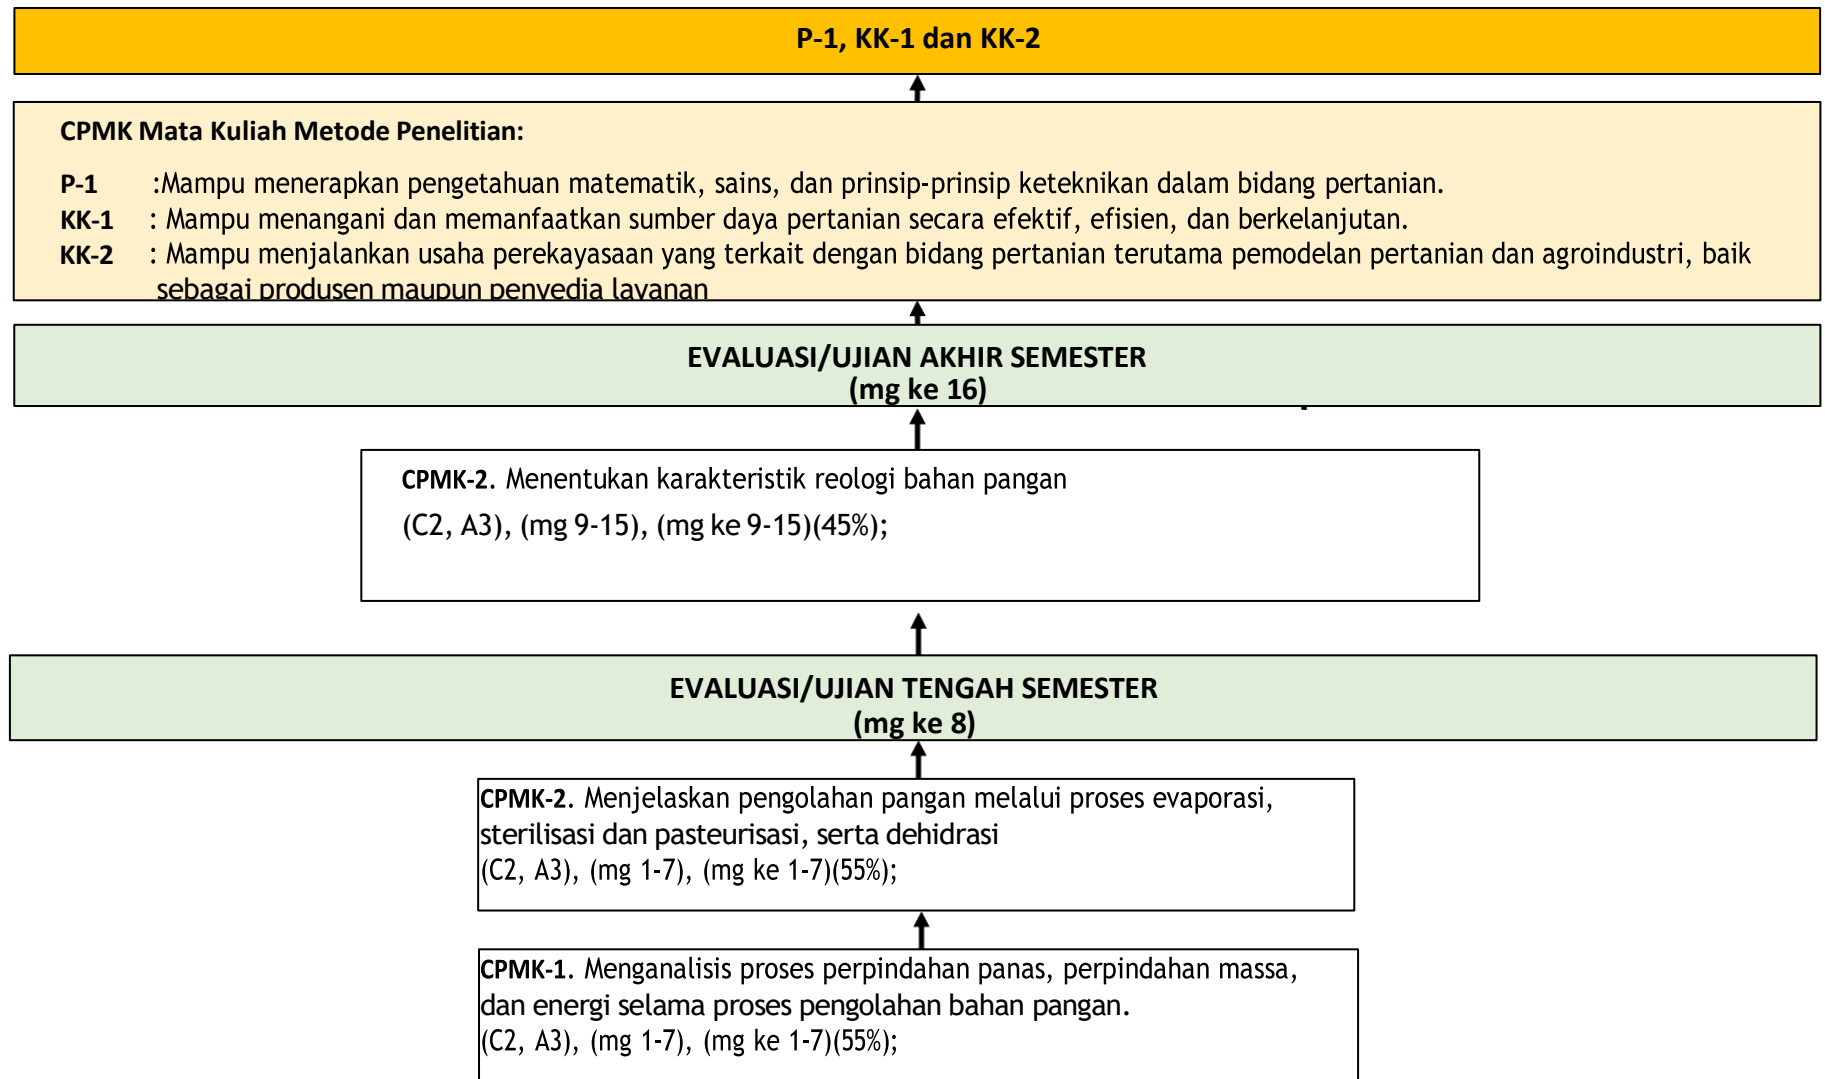 P-1, KK-1 dan KK-2
CPMK Mata Kuliah Metode Penelitian:
P-1 :Mampu menerapkan pengetahuan matematik, sains, dan prinsip-prinsip keteknikan dalam bidang pertanian.
KK-1 : Mampu menangani dan memanfaatkan sumber daya pertanian secara efektif, efisien, dan berkelanjutan.
KK-2 : Mampu menjalankan usaha perekayasaan yang terkait dengan bidang pertanian terutama pemodelan pertanian dan agroindustri, baik
sebagai produsen maupun penyedia layanan
EVALUASI/UJIAN AKHIR SEMESTER
(mg ke 16)
CPMK-2. Menentukan karakteristik reologi bahan pangan
(C2, A3), (mg 9-15), (mg ke 9-15)(45%);
EVALUASI/UJIAN TENGAH SEMESTER
(mg ke 8)
CPMK-2. Menjelaskan pengolahan pangan melalui proses evaporasi,
sterilisasi dan pasteurisasi, serta dehidrasi
(C2, A3), (mg 1-7), (mg ke 1-7)(55%);
CPMK-1. Menganalisis proses perpindahan panas, perpindahan massa,
dan energi selama proses pengolahan bahan pangan.
(C2, A3), (mg 1-7), (mg ke 1-7)(55%);